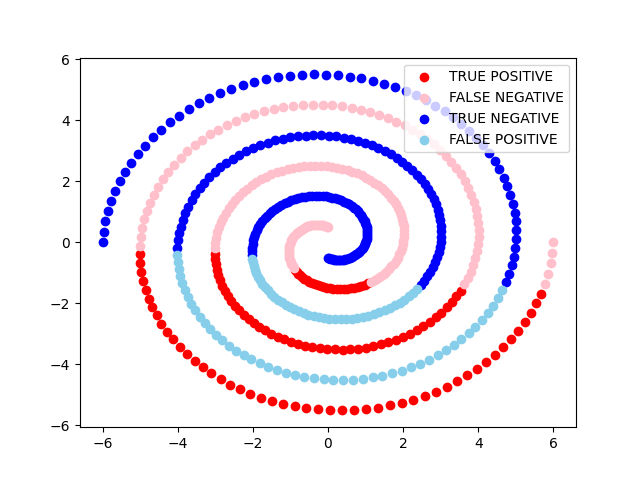 TRUE POSITIVE
FALSE NEGATIVE
TRUE NEGATIVE
FALSE POSITIVE
6
4
2
0
−2
−4
−6
−6 −4 −2 0 2 4 6